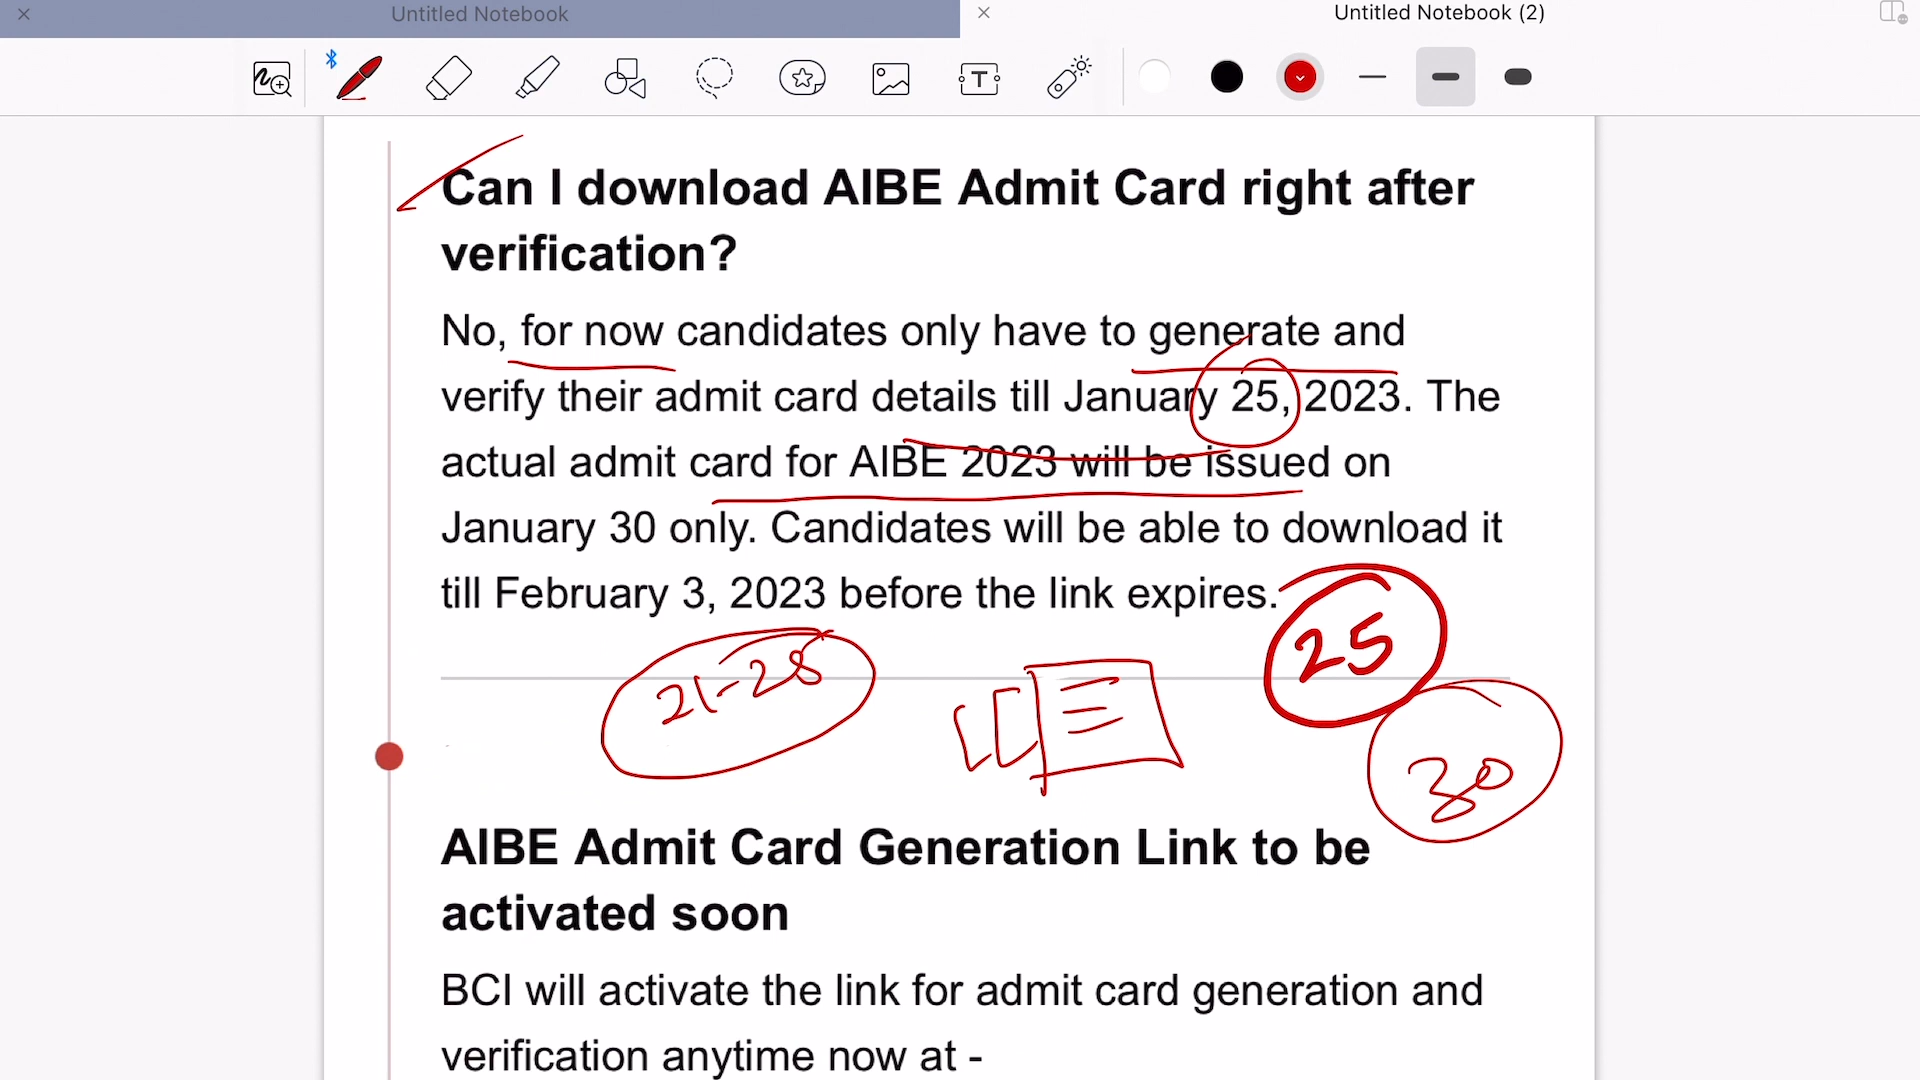 Untitled Notebook
Untitled Notebook (2)
T
Can I download AIBE Admit Card right after
verification?
No, for now candidates only have to generate and
verify their admit card details till January 25, 2023. The
actual admit card for AIBE 2023 will be issued on
January 30 only. Candidates will be able to download it
till February 3, 2023 before the link expires.
25
21-28
30
AIBE Admit Card Generation Link to be
activated soon
BCI will activate the link for admit card generation and
verification anytime now at -